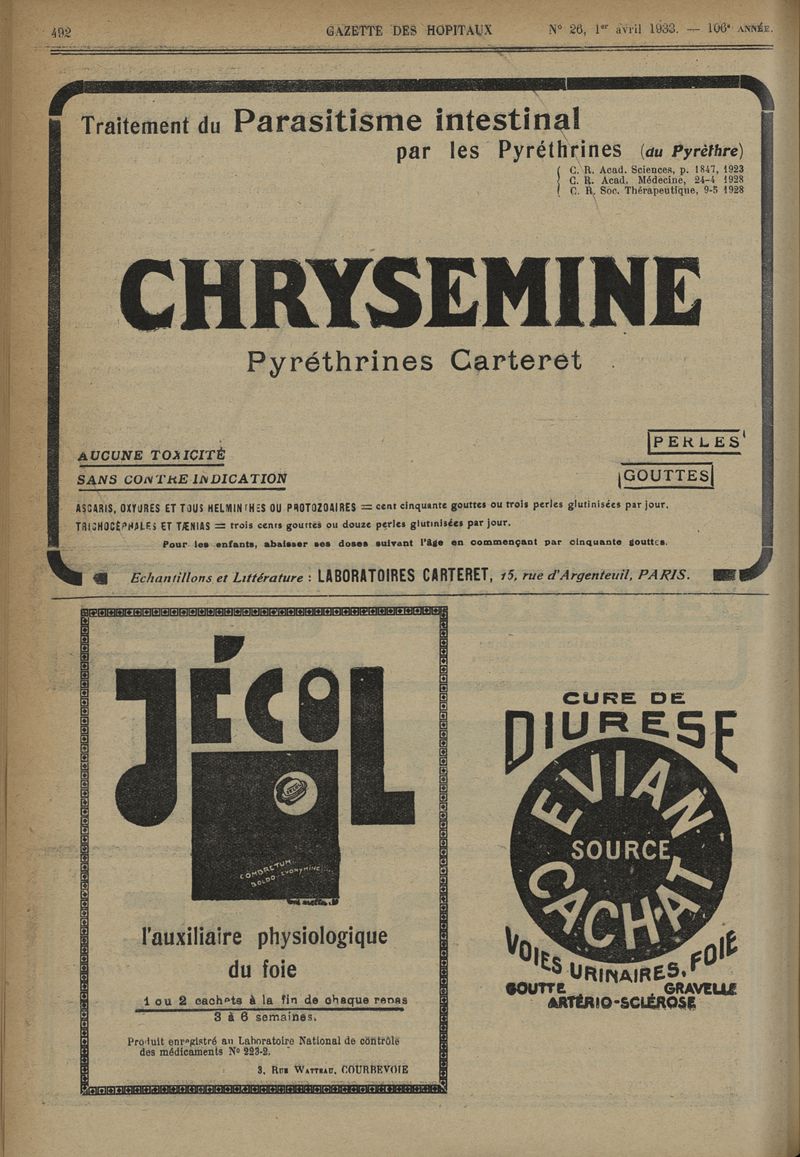 492
GAZETTE DES HOPITAUX
N° 26, 1er avril 1933. — 106e ANNÉE.
Traitement du Parasitisme intestinal
par les Pyréthrines (du Pyrèthre)
C. R. Acad. Sciences, p. 1847, 1923
C. R. Acad. Médecine, 24-4 1928
C. R. Soc. Thérapeutique, 9-5 1928
CHRYSEMINE
Pyréthrines Carteret
AUCUNE TOXICITÉ
SANS CONTRE INDICATION
PERLES
GOUTTES
ASCARIS, OXYURES ET TOUS HELMINTHES OU PROTOZOAIRES = cent cinquante gouttes ou trois perles glutinisées par jour.
TRICHOCÉPHALES ET TÆNIAS = trois cents gouttes ou douze perles glutinisées par jour.
Pour les enfants, abaisser ses doses suivant l'âge en commençant par cinquante gouttes.
Echantillons et Littérature : LABORATOIRES CARTERET, 15, rue d'Argenteuil, PARIS.
JÉCOL
COMBRETUM
BOLDO-EVONYMINE
l'auxiliaire physiologique
du foie
1 ou 2 cachets à la fin de chaque repas
3 à 6 semaines.
Produit enregistré au Laboratoire National de contrôle
des médicaments No 223-2.
3, RUE WATTEAU, COURBEVOIE
CURE DE
DIURESE
EVIAN
SOURCE
CACHAT
VOIES URINAIRES, FOIE
GOUTTE GRAVELLE
ARTÉRIO-SCLÉROSE